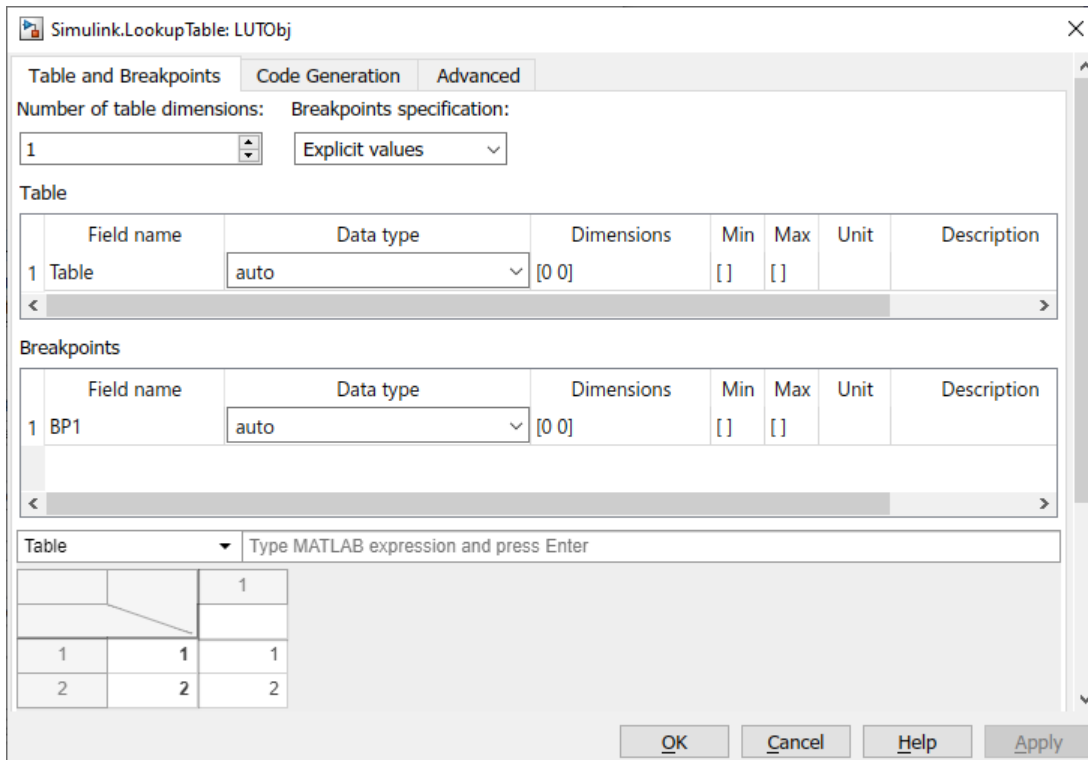 Simulink.LookupTable: LUTObj
Table and Breakpoints Code Generation Advanced
Number of table dimensions: Breakpoints specification:
1 Explicit values
Table
Field name Data type Dimensions Min Max Unit Description
1 Table auto [0 0] [ ] [ ]
Breakpoints
Field name Data type Dimensions Min Max Unit Description
1 BP1 auto [0 0] [ ] [ ]
Table Type MATLAB expression and press Enter
1
1 1 1
2 2 2
OK Cancel Help Apply